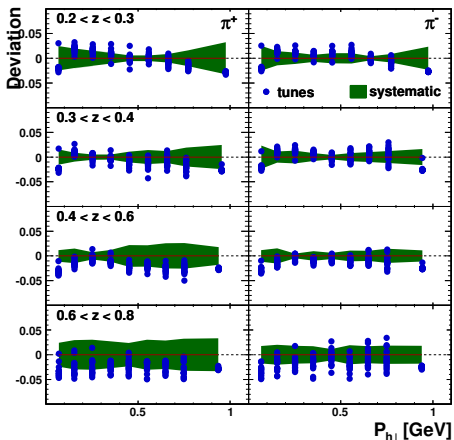 Deviation
0.2 < z < 0.3
π+
π-
0.05
0
-0.05
tunes
systematic
0.3 < z < 0.4
0.05
0
-0.05
0.4 < z < 0.6
0.05
0
-0.05
0.6 < z < 0.8
0.05
0
-0.05
0.5
1
0.5
1
P_h⊥ [GeV]